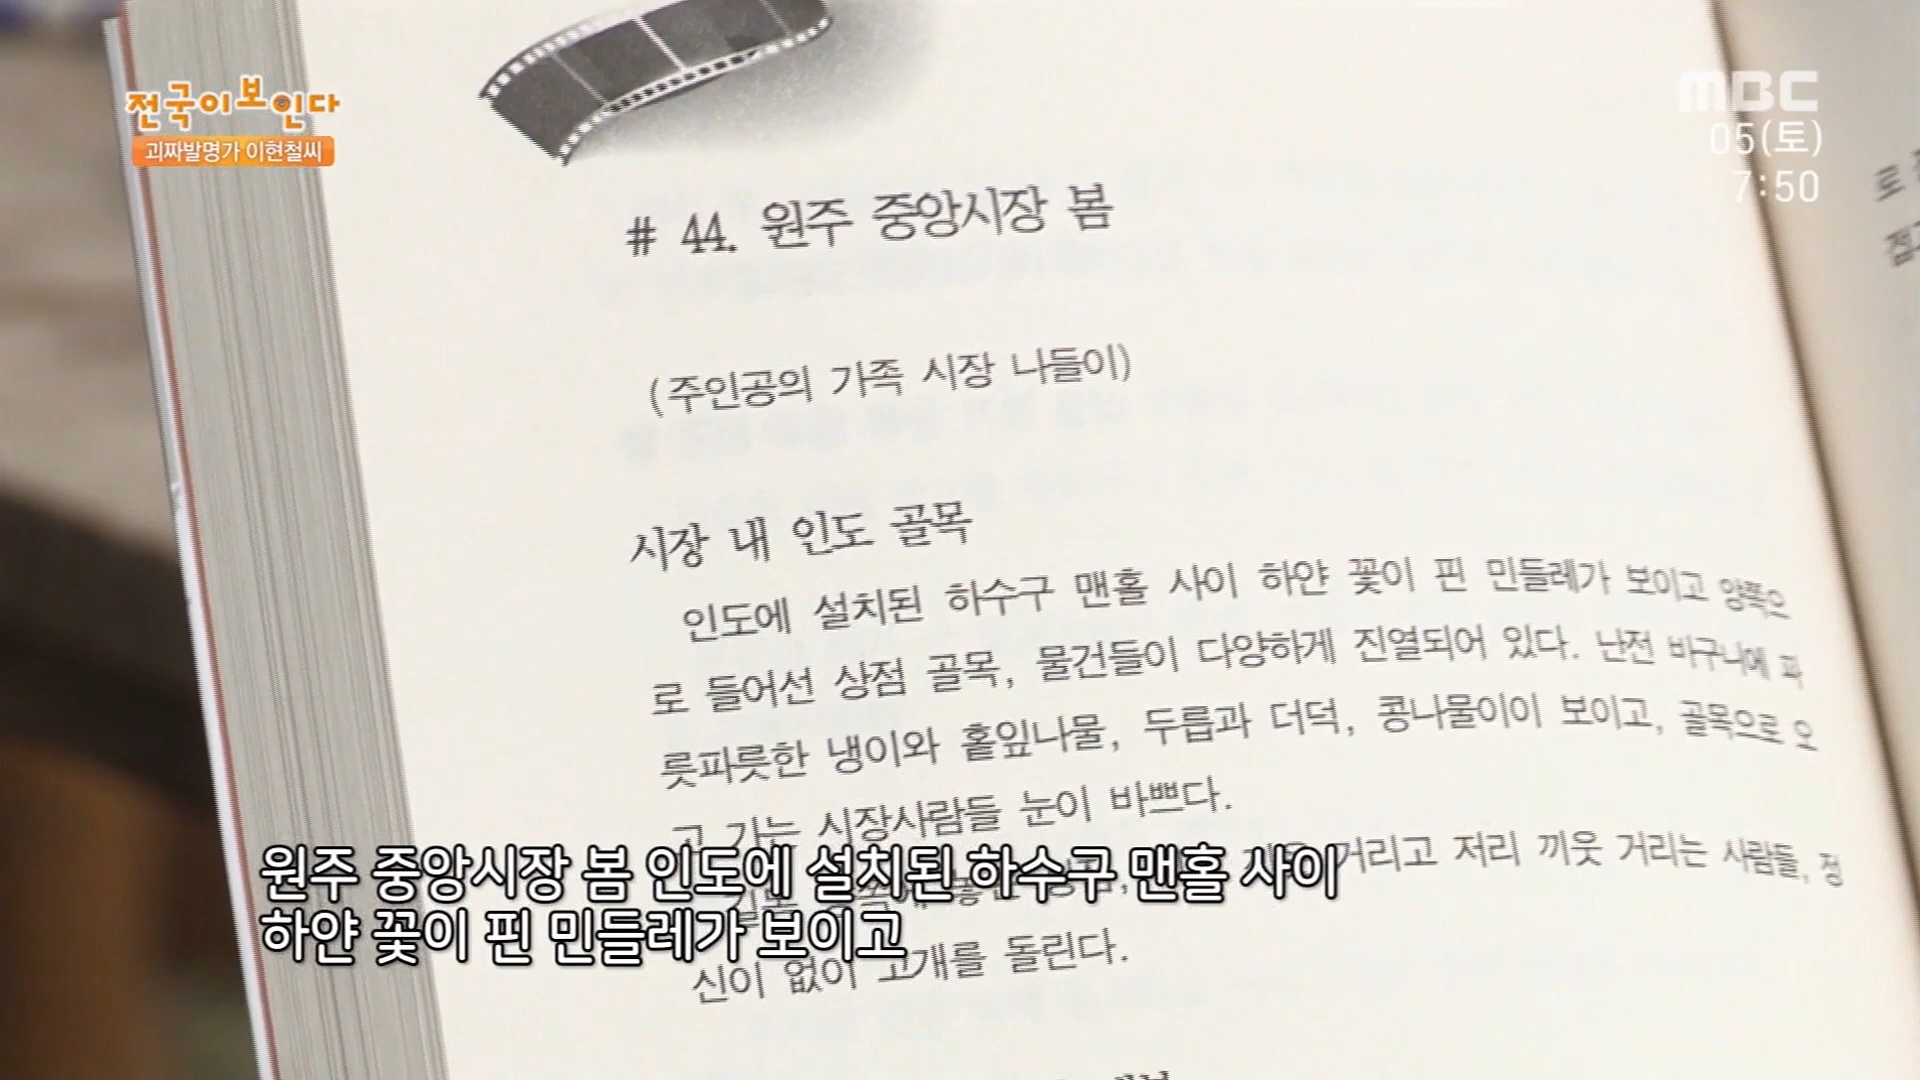 전국이보인다
괴짜발명가 이현철씨
MBC
05(토)
7:50
# 44. 원주 중앙시장 봄
(주인공의 가족 시장 나들이)
시장 내 인도 골목
인도에 설치된 하수구 맨홀 사이 하얀 꽃이 핀 민들레가 보이고 양쪽으
로 들어선 상점 골목, 물건들이 다양하게 진열되어 있다. 난전 바구니에 파
릇파릇한 냉이와 홑잎나물, 두릅과 더덕, 콩나물이이 보이고, 골목으로 오
고 가는 시장사람들 눈이 바쁘다.
거리고 저리 끼웃 거리는 사람들, 정
신이 없이 고개를 돌린다.
원주 중앙시장 봄 인도에 설치된 하수구 맨홀 사이
하얀 꽃이 핀 민들레가 보이고